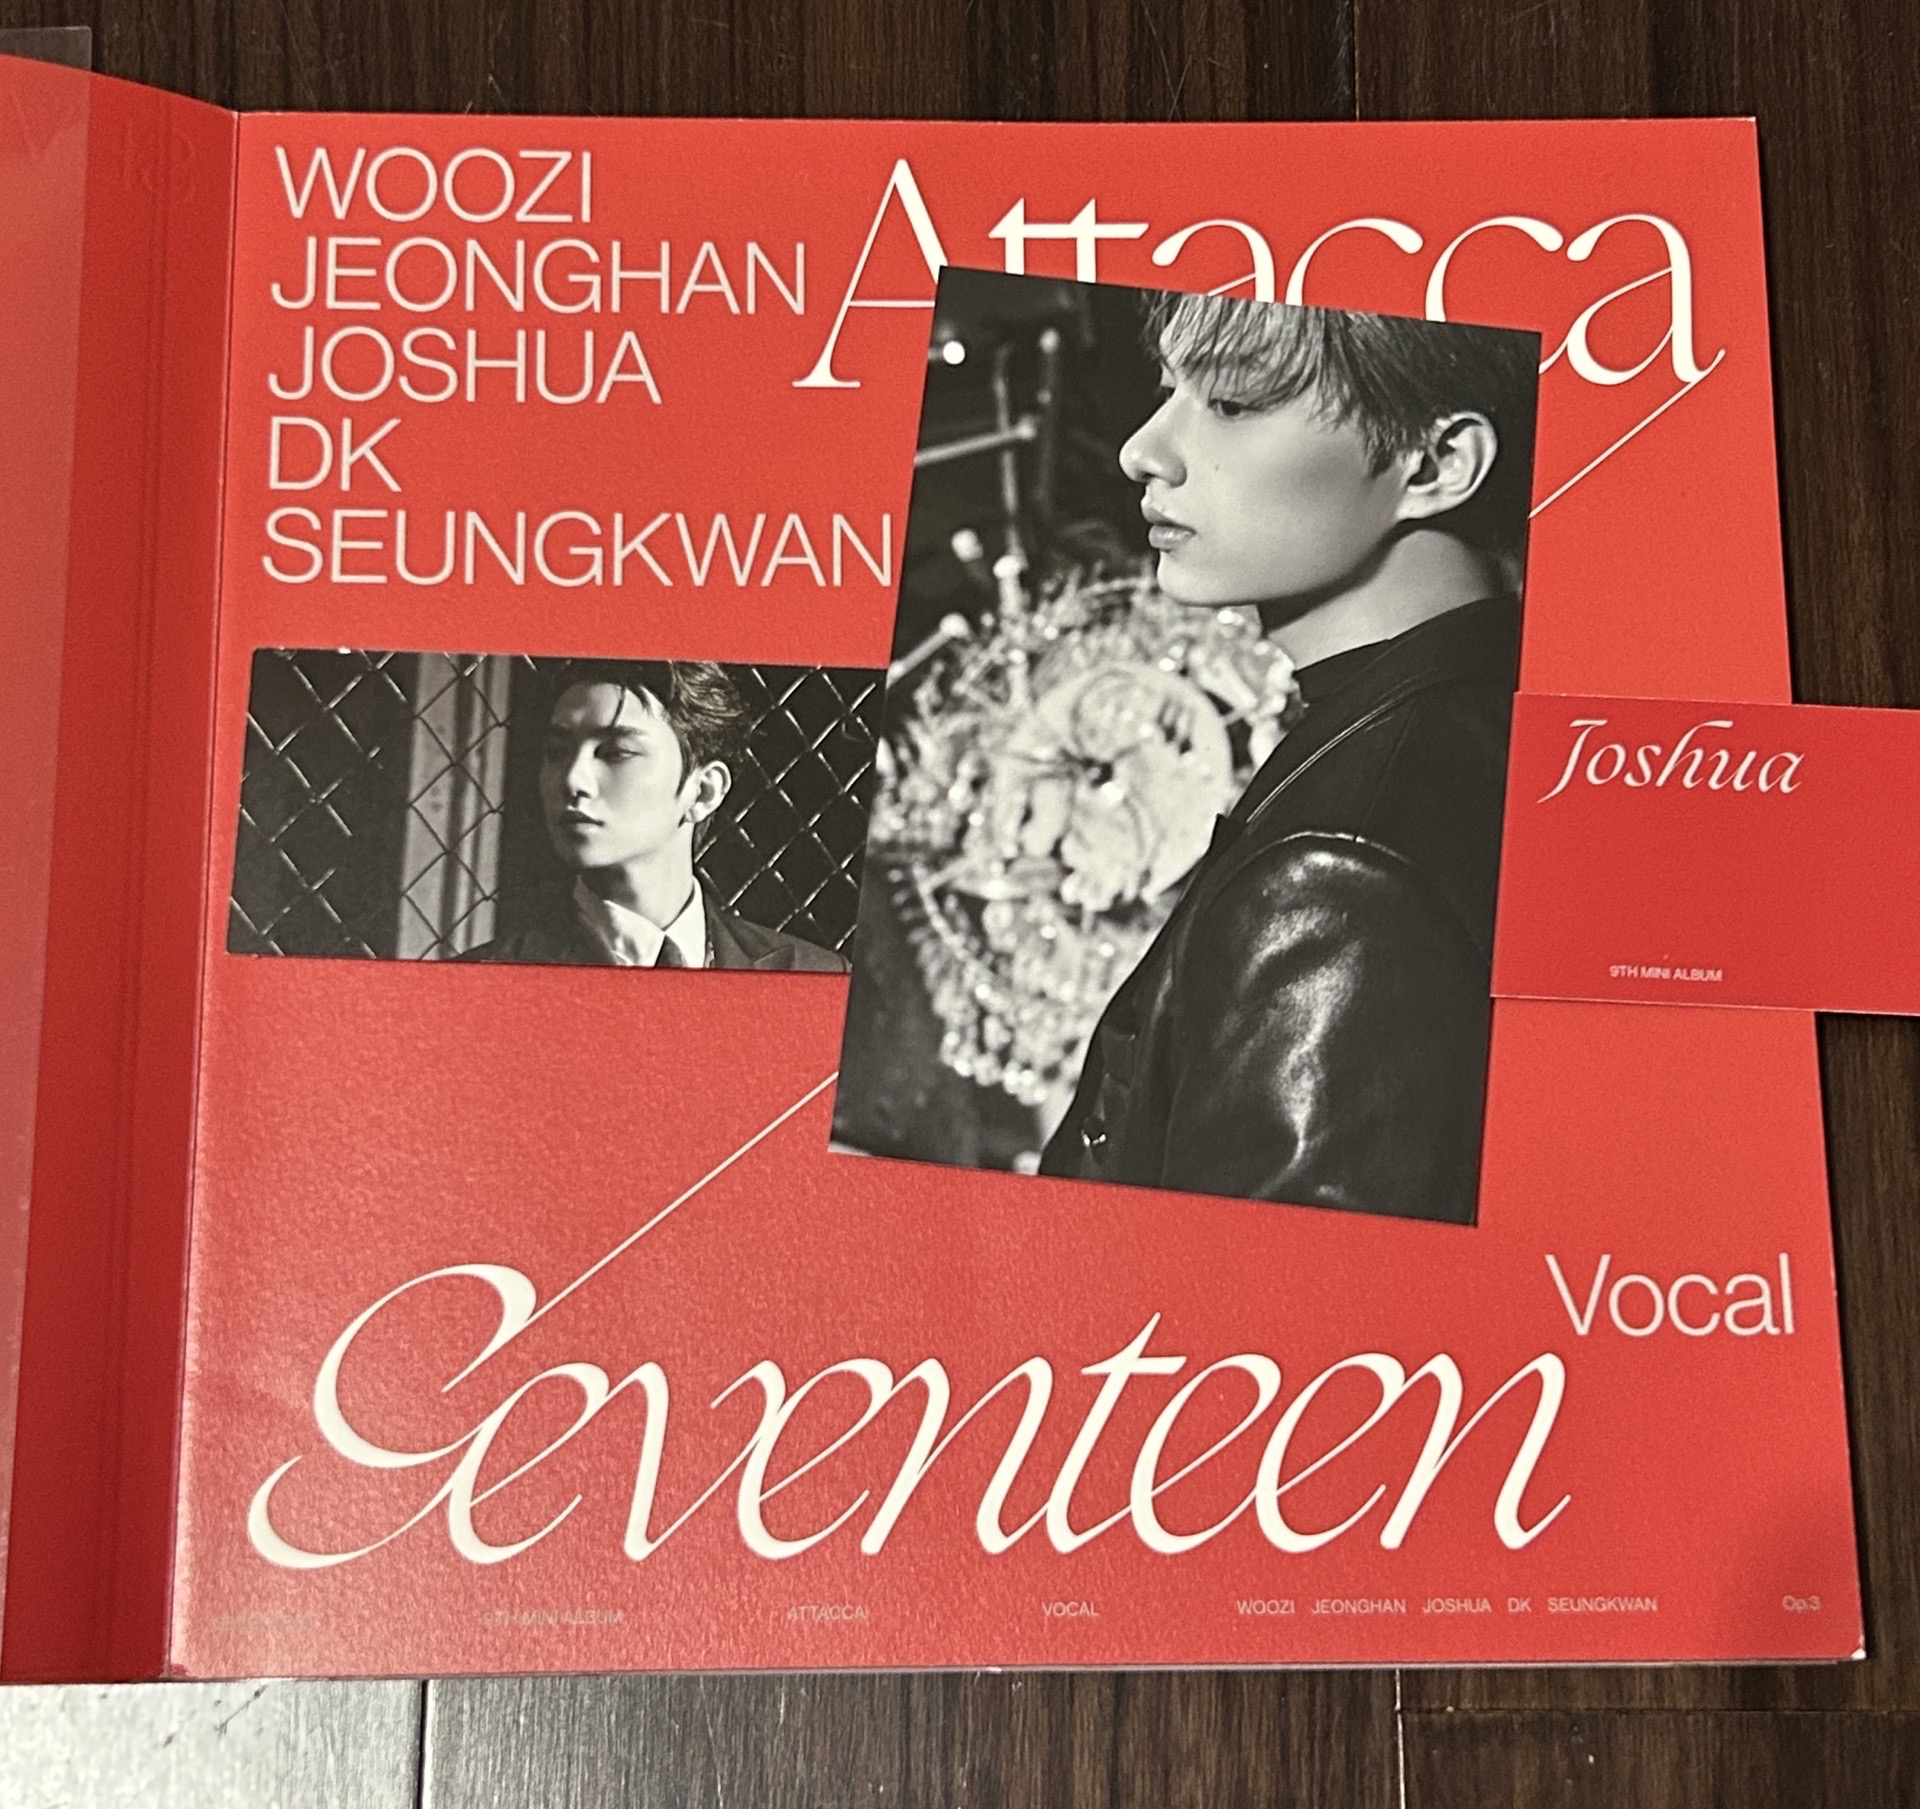 WOOZI
JEONGHAN
JOSHUA
DK
SEUNGKWAN
Attacca
Joshua
9TH MINI ALBUM
Vocal
Seventeen
9TH MINI ALBUM ATTACCA VOCAL WOOZI JEONGHAN JOSHUA DK SEUNGKWAN Op.3